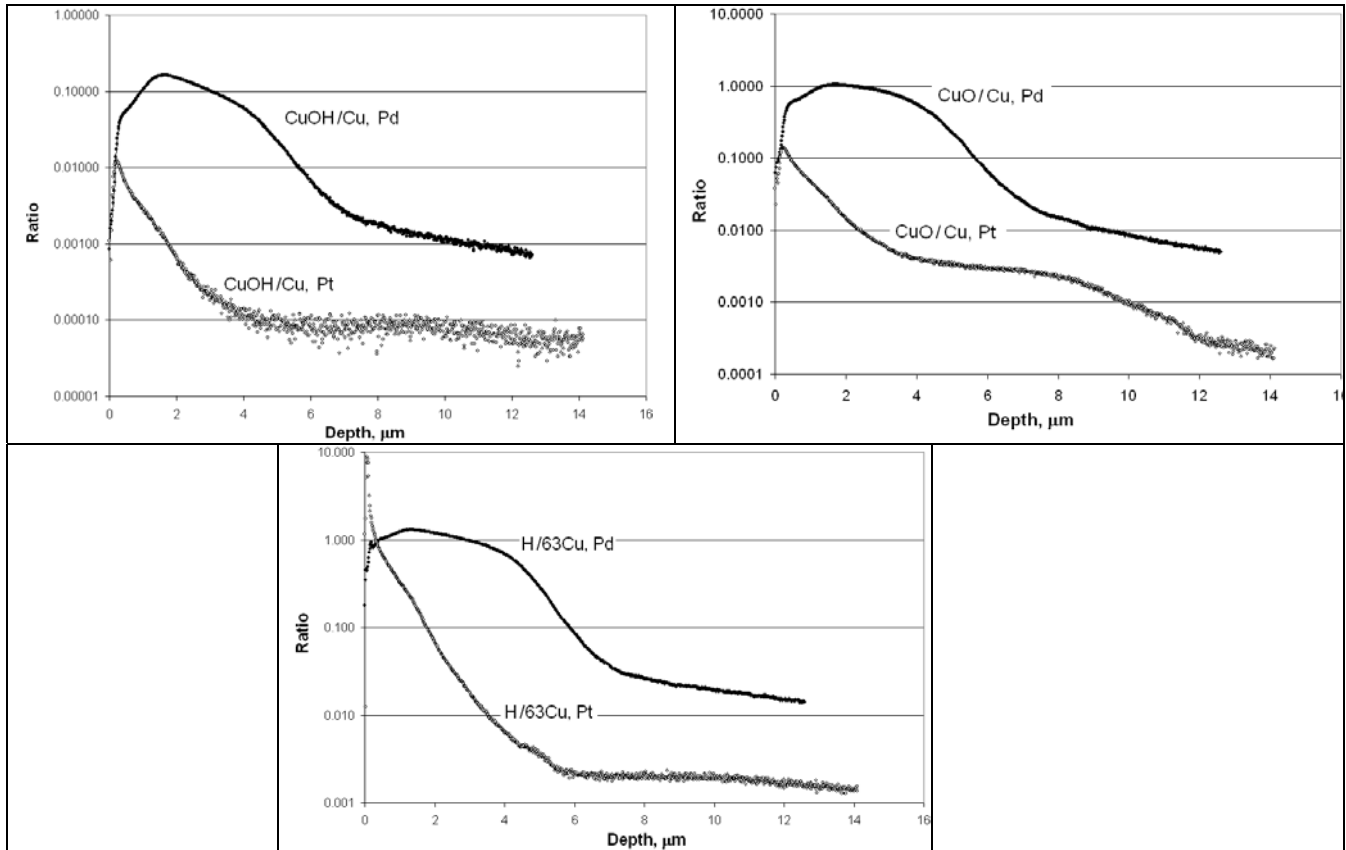 1.00000
0.10000
0.01000
0.00100
0.00010
0.00001
Ratio
CuOH/Cu, Pd
CuOH/Cu, Pt
0 2 4 6 8 10 12 14 16
Depth, μm
10.0000
1.0000
0.1000
0.0100
0.0010
0.0001
Ratio
CuO/Cu, Pd
CuO/Cu, Pt
0 2 4 6 8 10 12 14 16
Depth, μm
10.000
1.000
0.100
0.010
0.001
Ratio
H/63Cu, Pd
H/63Cu, Pt
0 2 4 6 8 10 12 14 16
Depth, μm